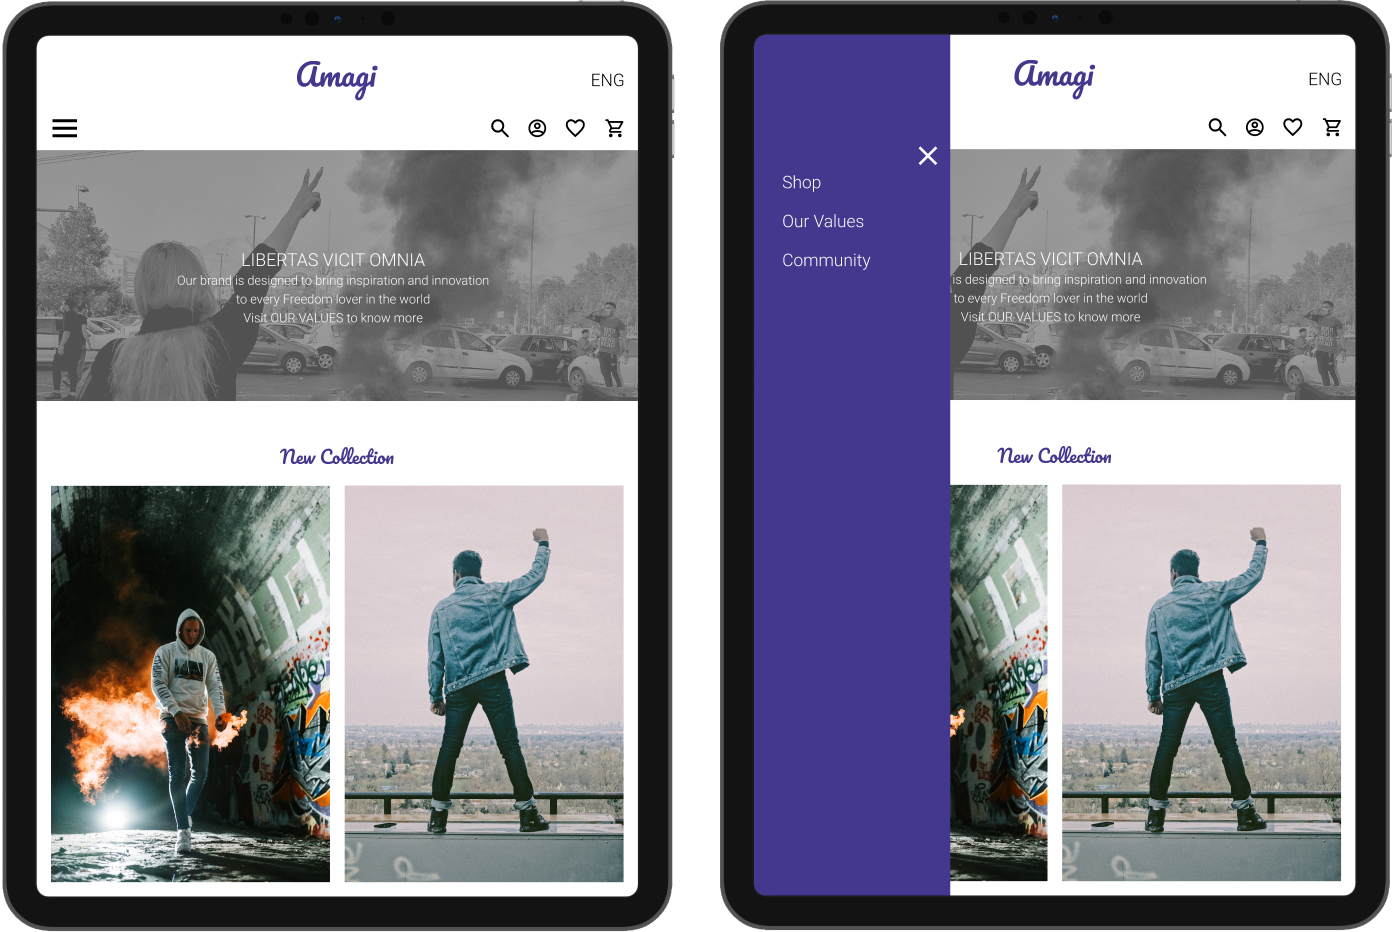 Amagi
ENG
LIBERTAS VICIT OMNIA
Our brand is designed to bring inspiration and innovation
to every Freedom lover in the world
Visit OUR VALUES to know more
New Collection
Amagi
ENG
Shop
Our Values
Community
LIBERTAS VICIT OMNIA
is designed to bring inspiration and innovation
to every Freedom lover in the world
Visit OUR VALUES to know more
New Collection